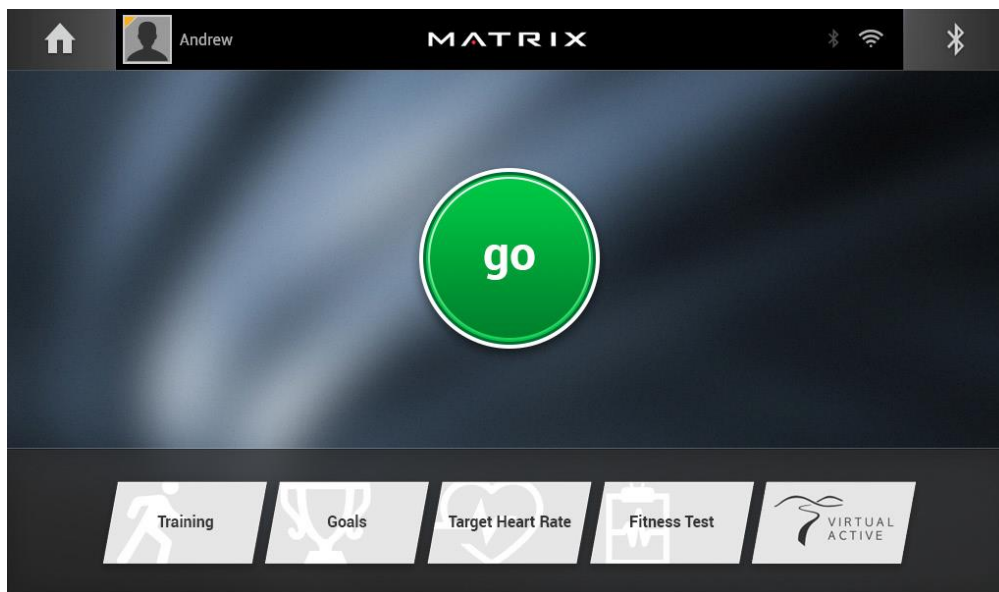 Andrew
MATRIX
go
Training
Goals
Target Heart Rate
Fitness Test
VIRTUAL
ACTIVE